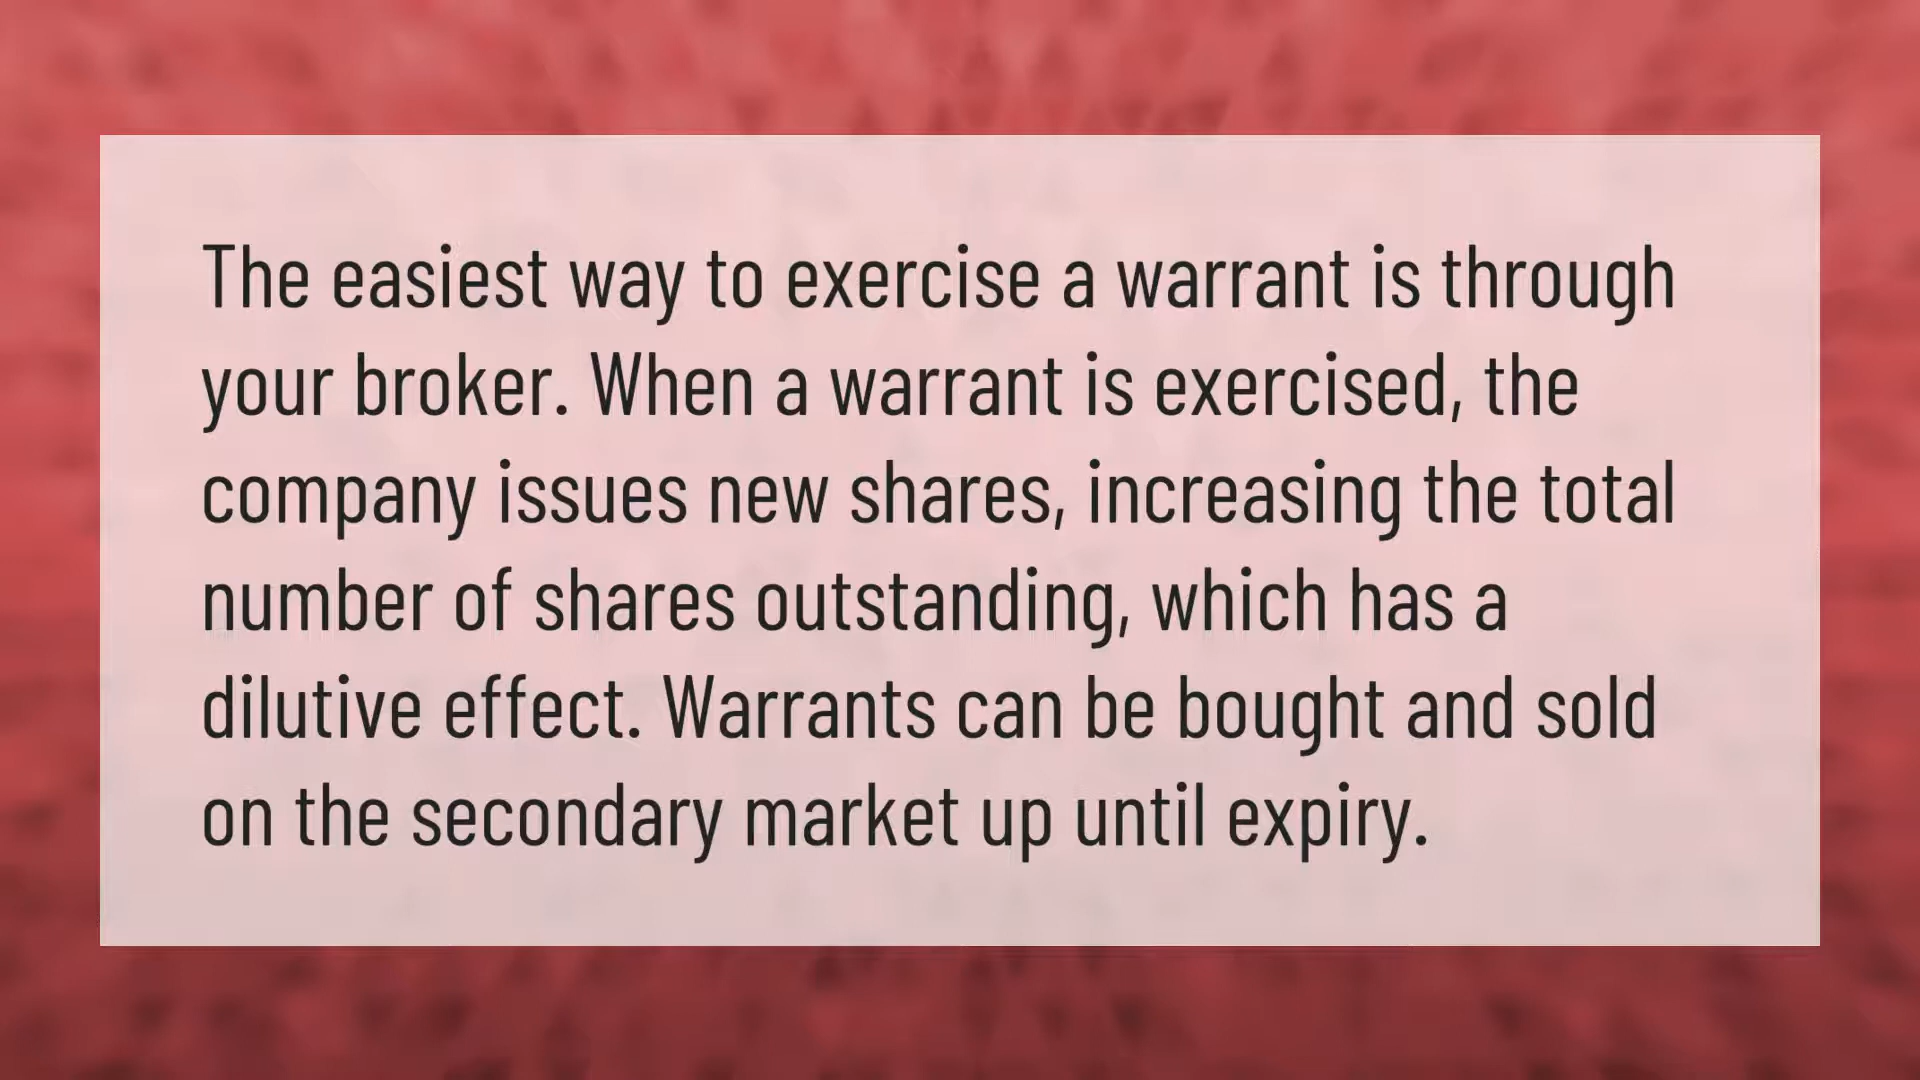 The easiest way to exercise a warrant is through
your broker. When a warrant is exercised, the
company issues new shares, increasing the total
number of shares outstanding, which has a
dilutive effect. Warrants can be bought and sold
on the secondary market up until expiry.